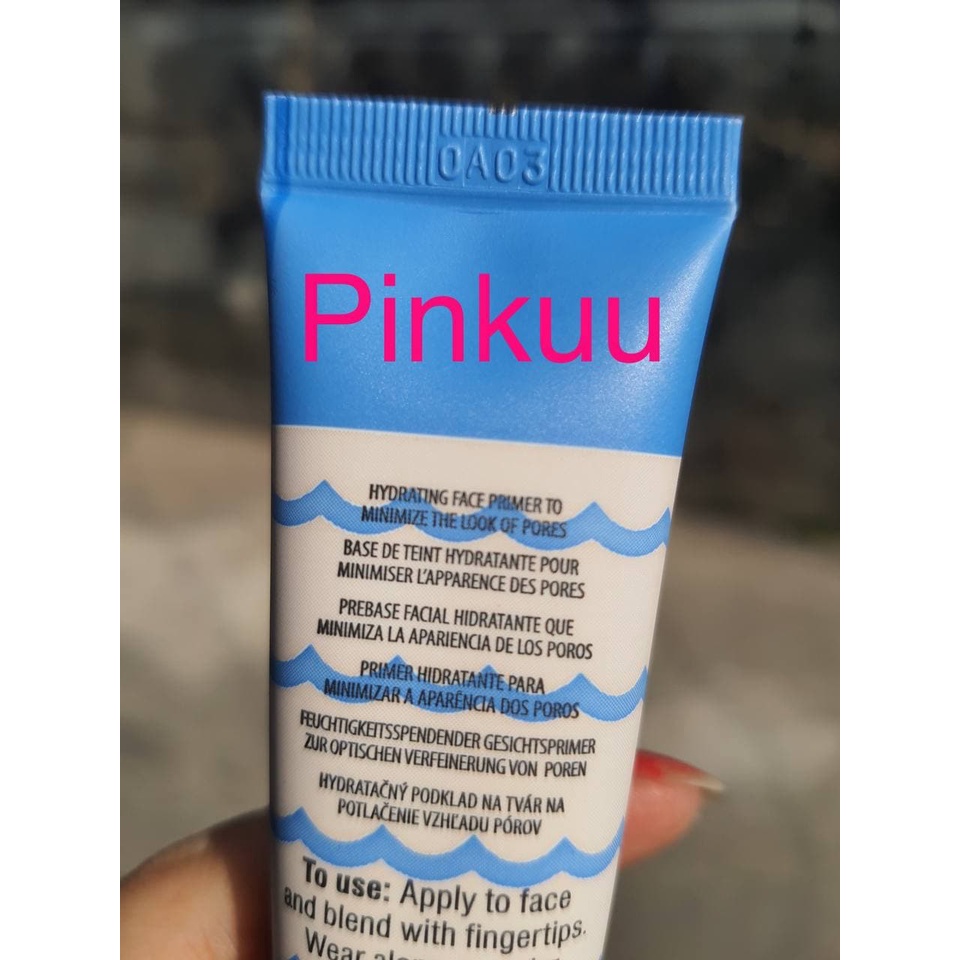 0A03
Pinkuu
HYDRATING FACE PRIMER TO
MINIMIZE THE LOOK OF PORES
BASE DE TEINT HYDRATANTE POUR
MINIMISER L'APPARENCE DES PORES
PREBASE FACIAL HIDRATANTE QUE
MINIMIZA LA APARIENCIA DE LOS POROS
PRIMER HIDRATANTE PARA
MINIMIZAR A APARÊNCIA DOS POROS
FEUCHTIGKEITSSPENDENDER GESICHTSPRIMER
ZUR OPTISCHEN VERFEINERUNG VON POREN
HYDRATAČNÝ PODKLAD NA TVÁR NA
POTLAČENIE VZHĽADU PÓROV
To use: Apply to face
and blend with fingertips.
Wear